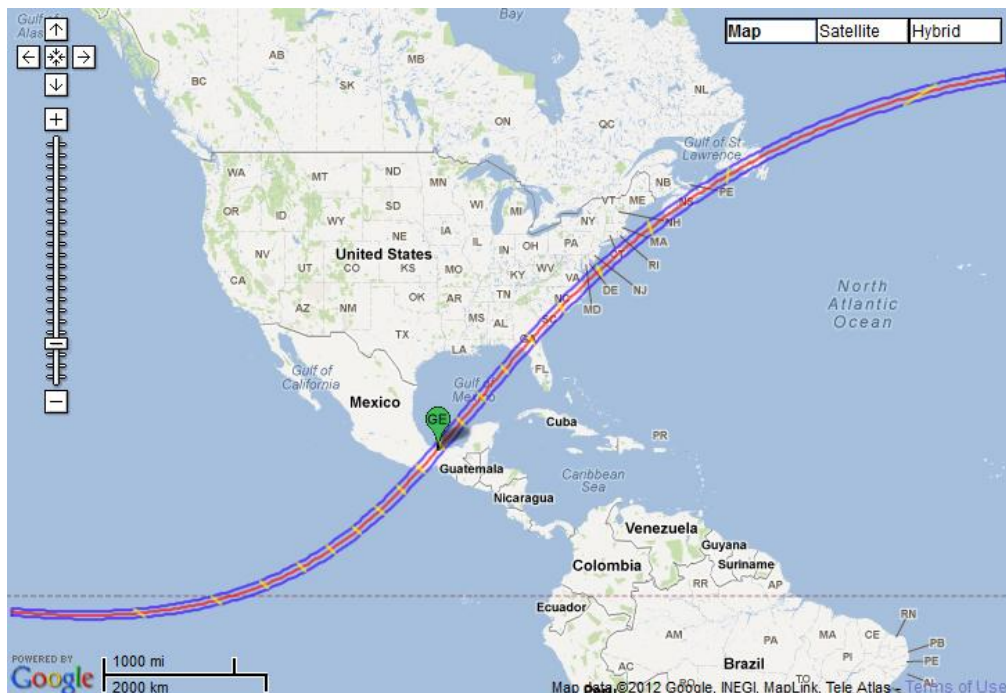 Gulf of
Alas
Bay
Map
Satellite
Hybrid
AB
MB
BC
SK
NL
ON
QC
Gulf of St
Lawrence
WA
MT
ND
MN
NB
PE
NS
OR
ID
SD
WI
MI
VT
ME
NH
WY
NY
MA
NE
IA
PA
RI
NV
UT
CO
United States
IL
IN
OH
NJ
KS
MO
WV
VA
DE
CA
KY
MD
AZ
NM
OK
AR
TN
NC
SC
North
Atlantic
Ocean
MS
AL
GA
TX
LA
FL
Gulf of
California
Gulf of
Mexico
Mexico
GE
Cuba
PR
Guatemala
Caribbean
Sea
Nicaragua
Venezuela
Guyana
Suriname
Colombia
RR
AP
Ecuador
RN
AM
PA
MA
CE
PB
PI
PE
AC
TO
AL
Brazil
POWERED BY
Google
1000 mi
2000 km
Map data ©2012 Google, INEGI, MapLink, Tele Atlas - Terms of Use